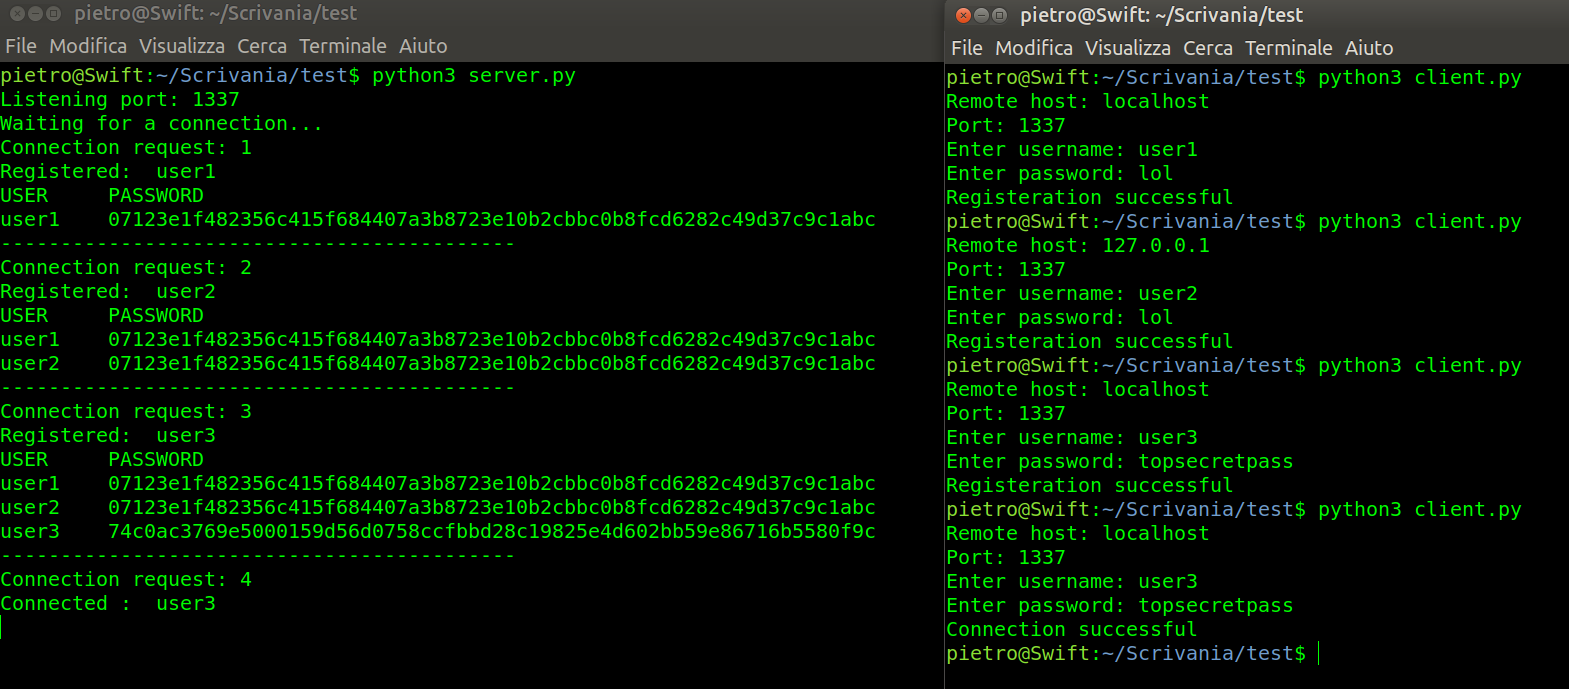 pietro@Swift: ~/Scrivania/test
File Modifica Visualizza Cerca Terminale Aiuto
pietro@Swift:~/Scrivania/test$ python3 server.py
Listening port: 1337
Waiting for a connection...
Connection request: 1
Registered:  user1
USER     PASSWORD
user1    07123e1f482356c415f684407a3b8723e10b2cbbc0b8fcd6282c49d37c9c1abc
-------------------------------------------
Connection request: 2
Registered:  user2
USER     PASSWORD
user1    07123e1f482356c415f684407a3b8723e10b2cbbc0b8fcd6282c49d37c9c1abc
user2    07123e1f482356c415f684407a3b8723e10b2cbbc0b8fcd6282c49d37c9c1abc
-------------------------------------------
Connection request: 3
Registered:  user3
USER     PASSWORD
user1    07123e1f482356c415f684407a3b8723e10b2cbbc0b8fcd6282c49d37c9c1abc
user2    07123e1f482356c415f684407a3b8723e10b2cbbc0b8fcd6282c49d37c9c1abc
user3    74c0ac3769e5000159d56d0758ccfbbd28c19825e4d602bb59e86716b5580f9c
-------------------------------------------
Connection request: 4
Connected :  user3
pietro@Swift: ~/Scrivania/test
File Modifica Visualizza Cerca Terminale Aiuto
pietro@Swift:~/Scrivania/test$ python3 client.py
Remote host: localhost
Port: 1337
Enter username: user1
Enter password: lol
Registeration successful
pietro@Swift:~/Scrivania/test$ python3 client.py
Remote host: 127.0.0.1
Port: 1337
Enter username: user2
Enter password: lol
Registeration successful
pietro@Swift:~/Scrivania/test$ python3 client.py
Remote host: localhost
Port: 1337
Enter username: user3
Enter password: topsecretpass
Registeration successful
pietro@Swift:~/Scrivania/test$ python3 client.py
Remote host: localhost
Port: 1337
Enter username: user3
Enter password: topsecretpass
Connection successful
pietro@Swift:~/Scrivania/test$